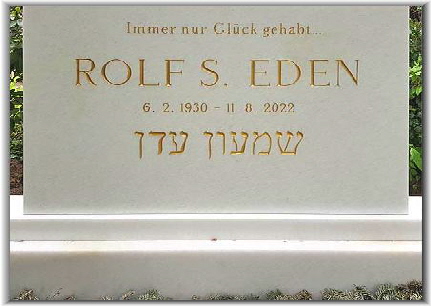 Immer nur Glück gehabt...
ROLF S. EDEN
6. 2. 1930 - 11. 8. 2022
שמעון עדן